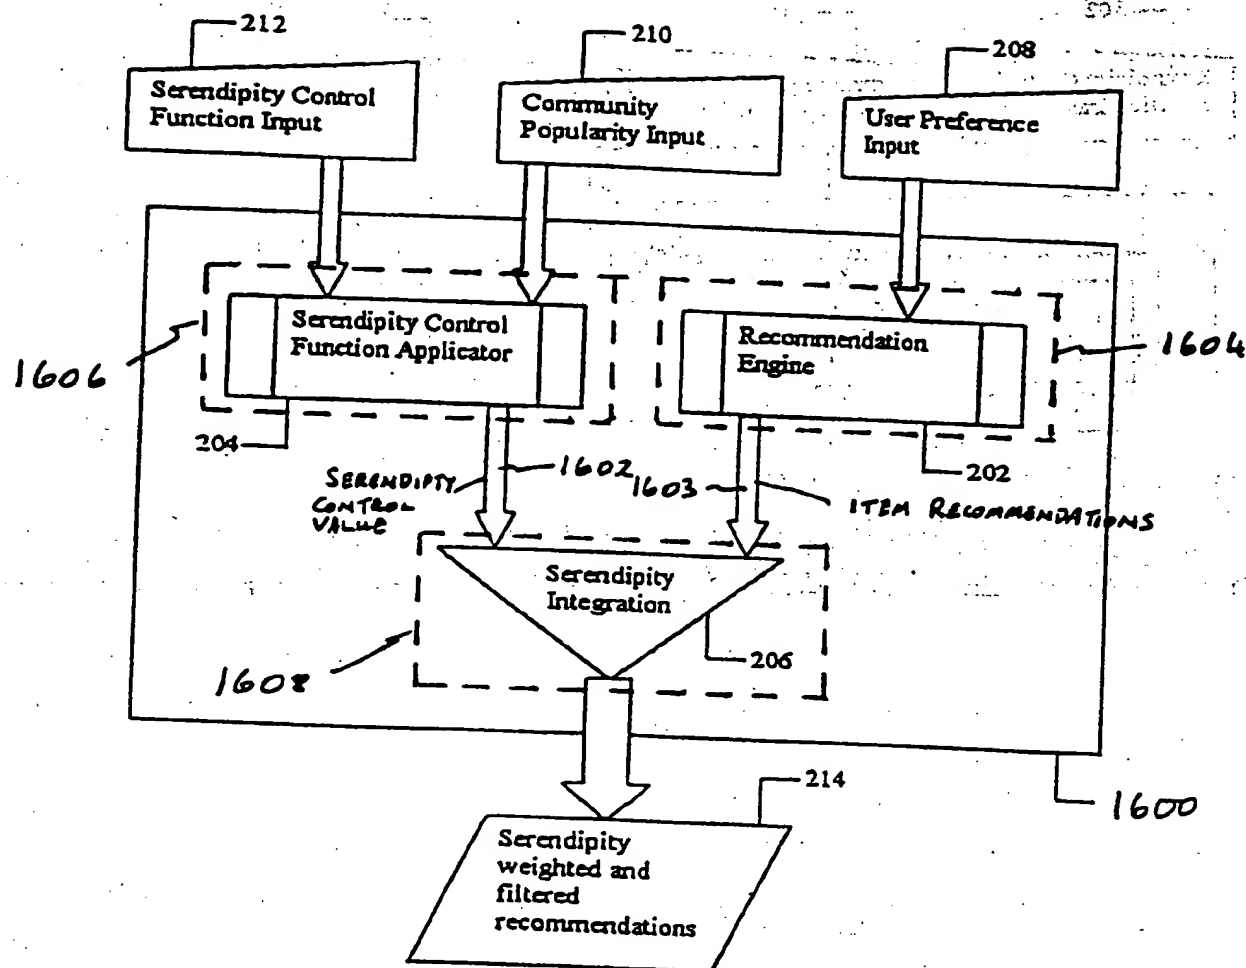 212
210
208
Serendipity Control
Function Input
Community
Popularity Input
User Preference
Input
Serendipity Control
Function Applicator
Recommendation
Engine
1606
1604
204
202
SERENDIPTY
CONTROL
VALUE
1602
1603
ITEM RECOMMENDATIONS
Serendipity
Integration
206
1608
1600
214
Serendipity
weighted and
filtered
recommendations